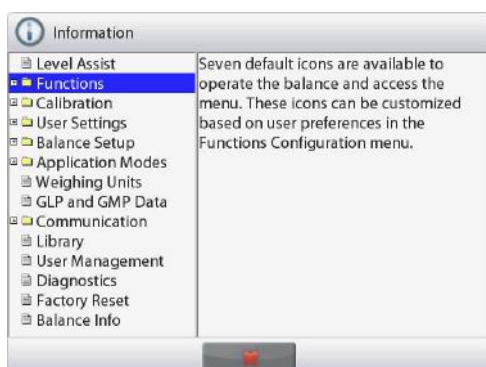 Information
Level Assist
Functions
Calibration
User Settings
Balance Setup
Application Modes
Weighing Units
GLP and GMP Data
Communication
Library
User Management
Diagnostics
Factory Reset
Balance Info
Seven default icons are available to
operate the balance and access the
menu. These icons can be customized
based on user preferences in the
Functions Configuration menu.